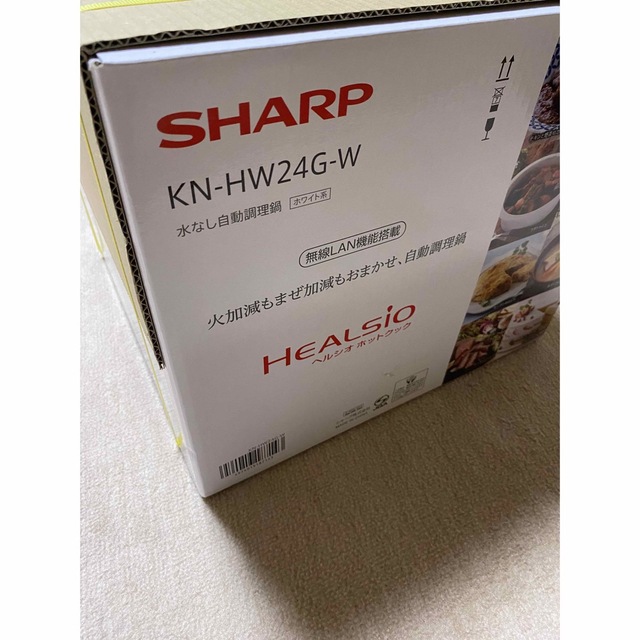 SHARP
KN-HW24G-W
水なし自動調理鍋 ホワイト系
無線LAN機能搭載
火加減もまぜ加減もおまかせ、自動調理鍋
HEALSiO
ヘルシオ ホットクック